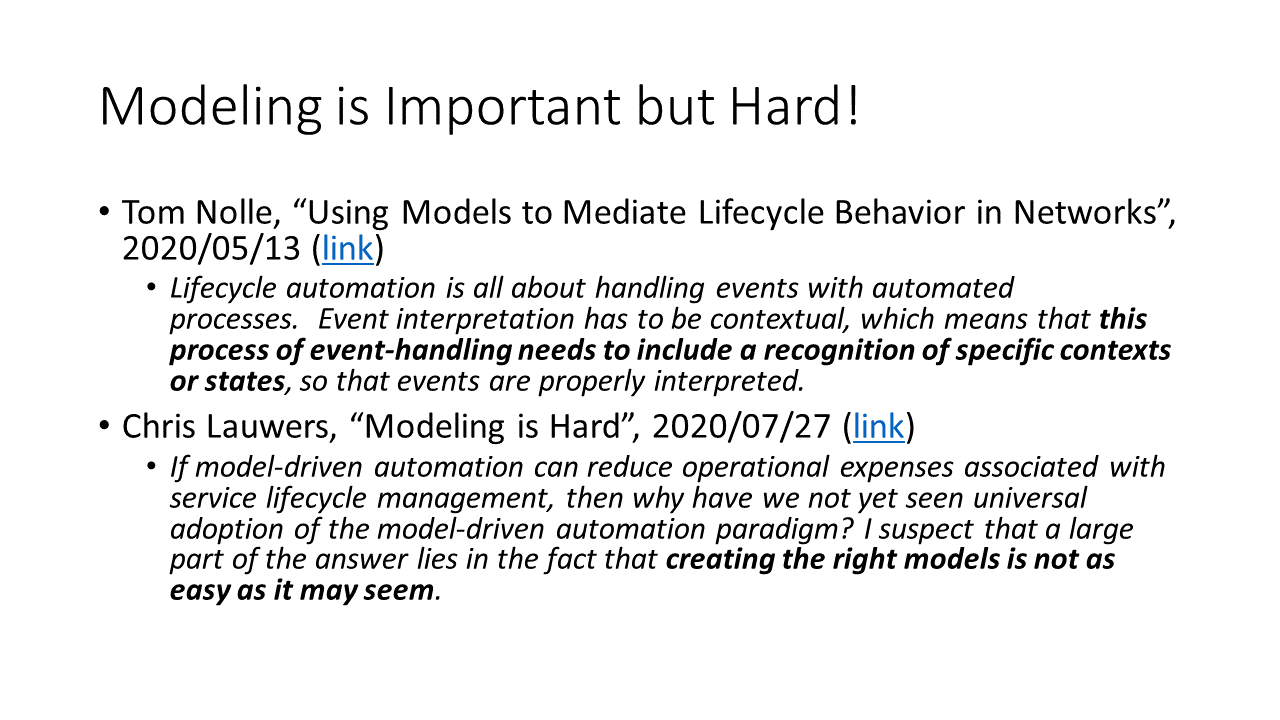 Modeling is Important but Hard!
• Tom Nolle, “Using Models to Mediate Lifecycle Behavior in Networks”,
2020/05/13 (link)
• Lifecycle automation is all about handling events with automated
processes.  Event interpretation has to be contextual, which means that this
process of event-handling needs to include a recognition of specific contexts
or states, so that events are properly interpreted.
• Chris Lauwers, “Modeling is Hard”, 2020/07/27 (link)
• If model-driven automation can reduce operational expenses associated with
service lifecycle management, then why have we not yet seen universal
adoption of the model-driven automation paradigm? I suspect that a large
part of the answer lies in the fact that creating the right models is not as
easy as it may seem.